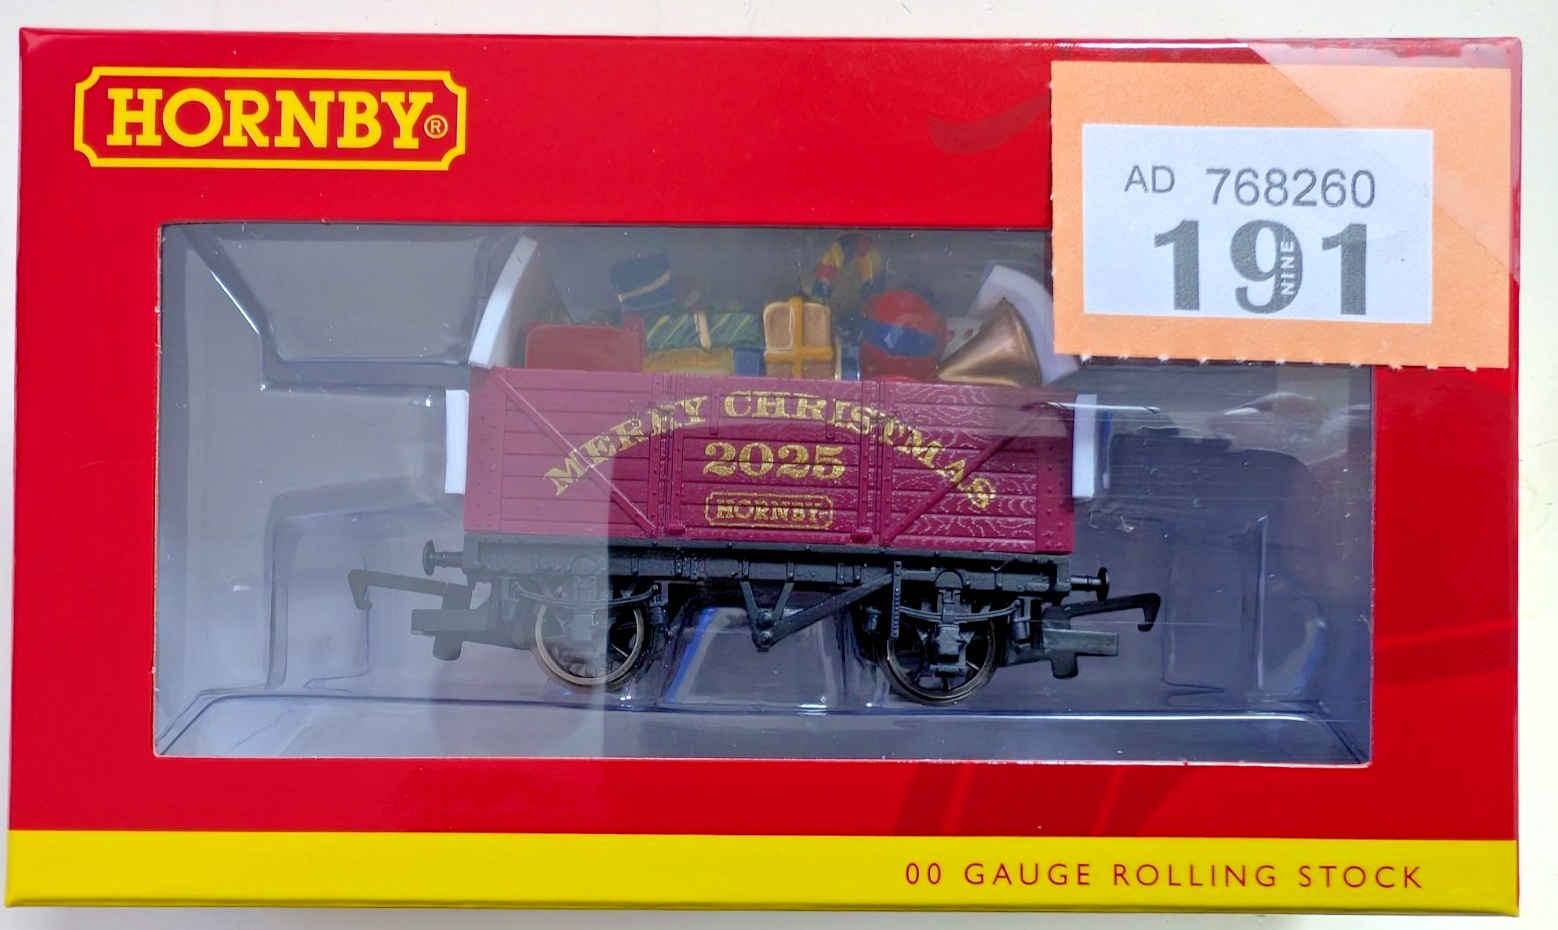 HORNBY®
AD 768260
191
NINE
MERRY CHRISTMAS
2025
HORNBY
00 GAUGE ROLLING STOCK